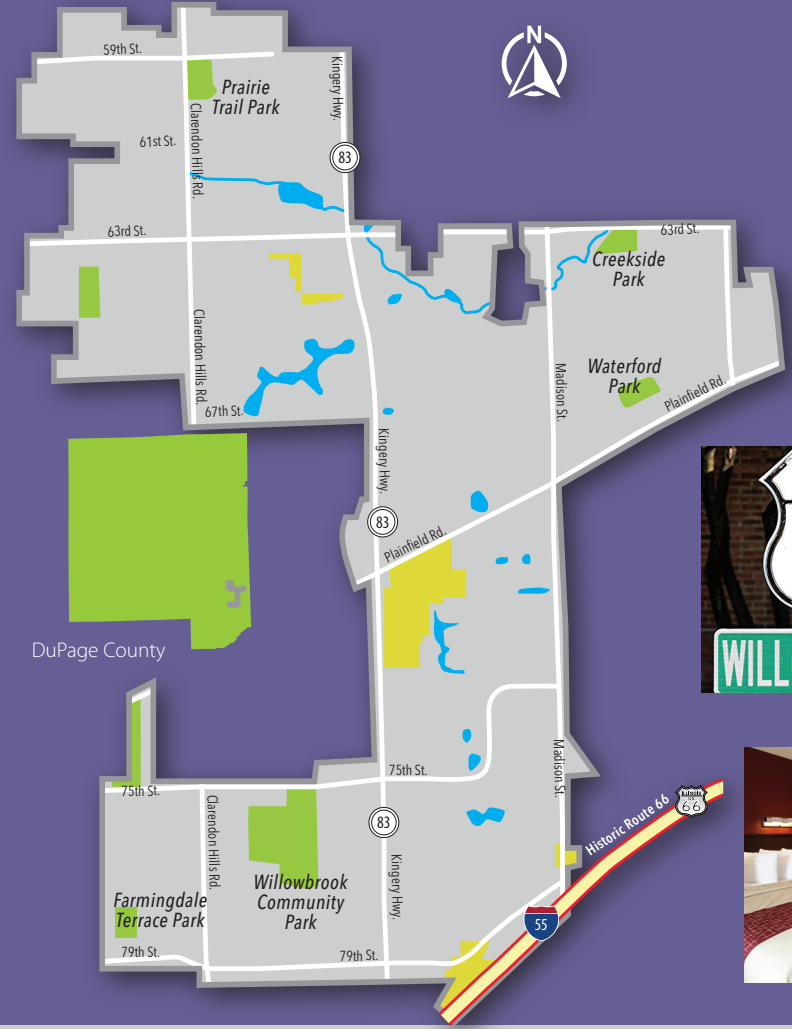 N
59th St.
Prairie
Trail Park
Kingery Hwy.
Clarendon Hills Rd.
61st St.
83
63rd St.
63rd St.
Creekside
Park
Clarendon Hills Rd.
Waterford
Park
Madison St.
Plainfield Rd.
67th St.
Kingery Hwy.
83
Plainfield Rd.
DuPage County
WILL
75th St.
Madison St.
75th St.
Clarendon Hills Rd.
83
Historic Route 66
Illinois
US
66
Kingery Hwy.
Willowbrook
Community
Park
Farmingdale
Terrace Park
55
79th St.
79th St.